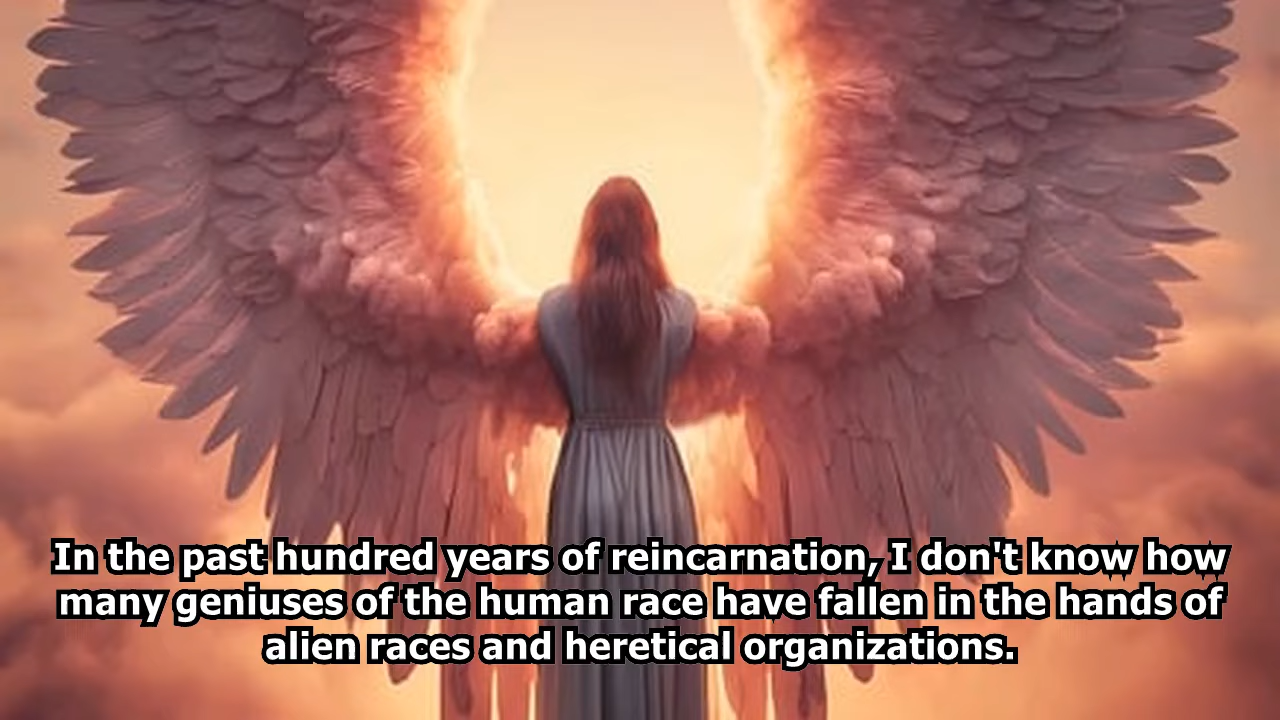 In the past hundred years of reincarnation, I don't know how
many geniuses of the human race have fallen in the hands of
alien races and heretical organizations.